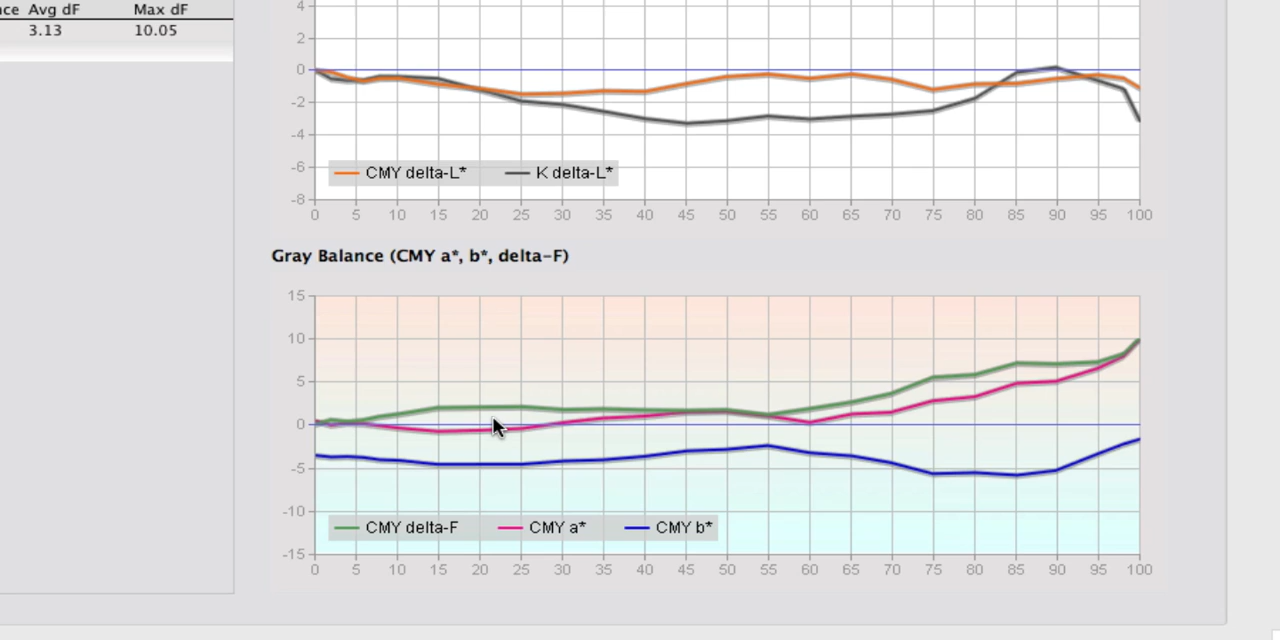 nce Avg dF Max dF
3.13 10.05
4
2
0
-2
-4
-6
-8
CMY delta-L* K delta-L*
0 5 10 15 20 25 30 35 40 45 50 55 60 65 70 75 80 85 90 95 100
Gray Balance (CMY a*, b*, delta-F)
15
10
5
0
-5
-10
-15
CMY delta-F CMY a* CMY b*
0 5 10 15 20 25 30 35 40 45 50 55 60 65 70 75 80 85 90 95 100